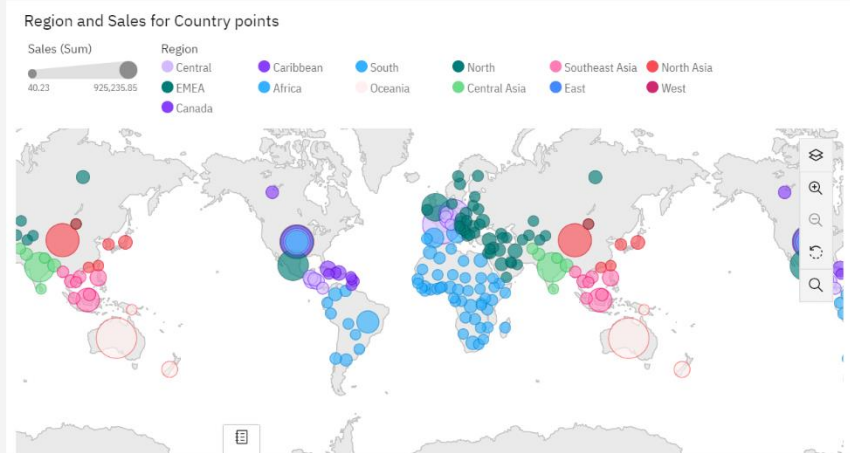 Region and Sales for Country points
Sales (Sum)
40.23 925,235.85
Region
Central Caribbean South North Southeast Asia North Asia
EMEA Africa Oceania Central Asia East West
Canada